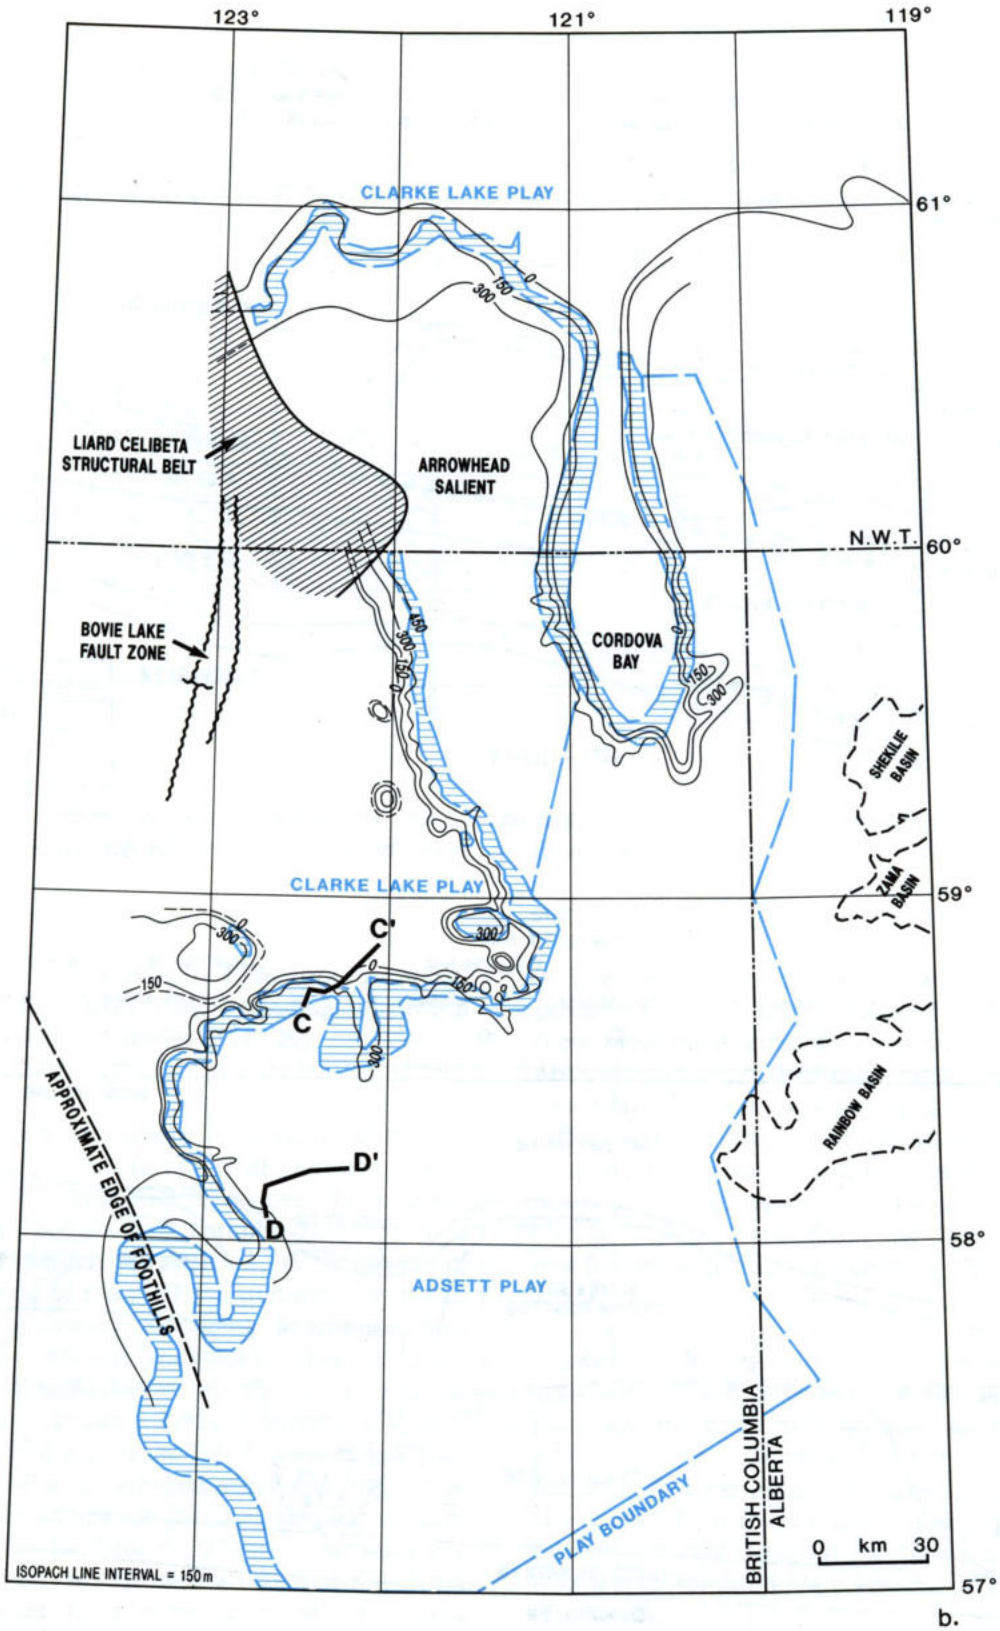 123°
121°
119°
CLARKE LAKE PLAY
61°
0
150
300
LIARD CELIBETA
STRUCTURAL BELT
ARROWHEAD
SALIENT
N.W.T.
60°
BOVIE LAKE
FAULT ZONE
450
300
150
0
CORDOVA
BAY
0
150
300
SHEKILIE
BASIN
ZAMA
BASIN
CLARKE LAKE PLAY
59°
0
300
300
C'
150
0
150
C
300
RAINBOW BASIN
APPROXIMATE EDGE OF FOOTHILLS
D'
D
58°
ADSETT PLAY
BRITISH COLUMBIA
ALBERTA
PLAY BOUNDARY
0 km 30
ISOPACH LINE INTERVAL = 150 m
57°
b.